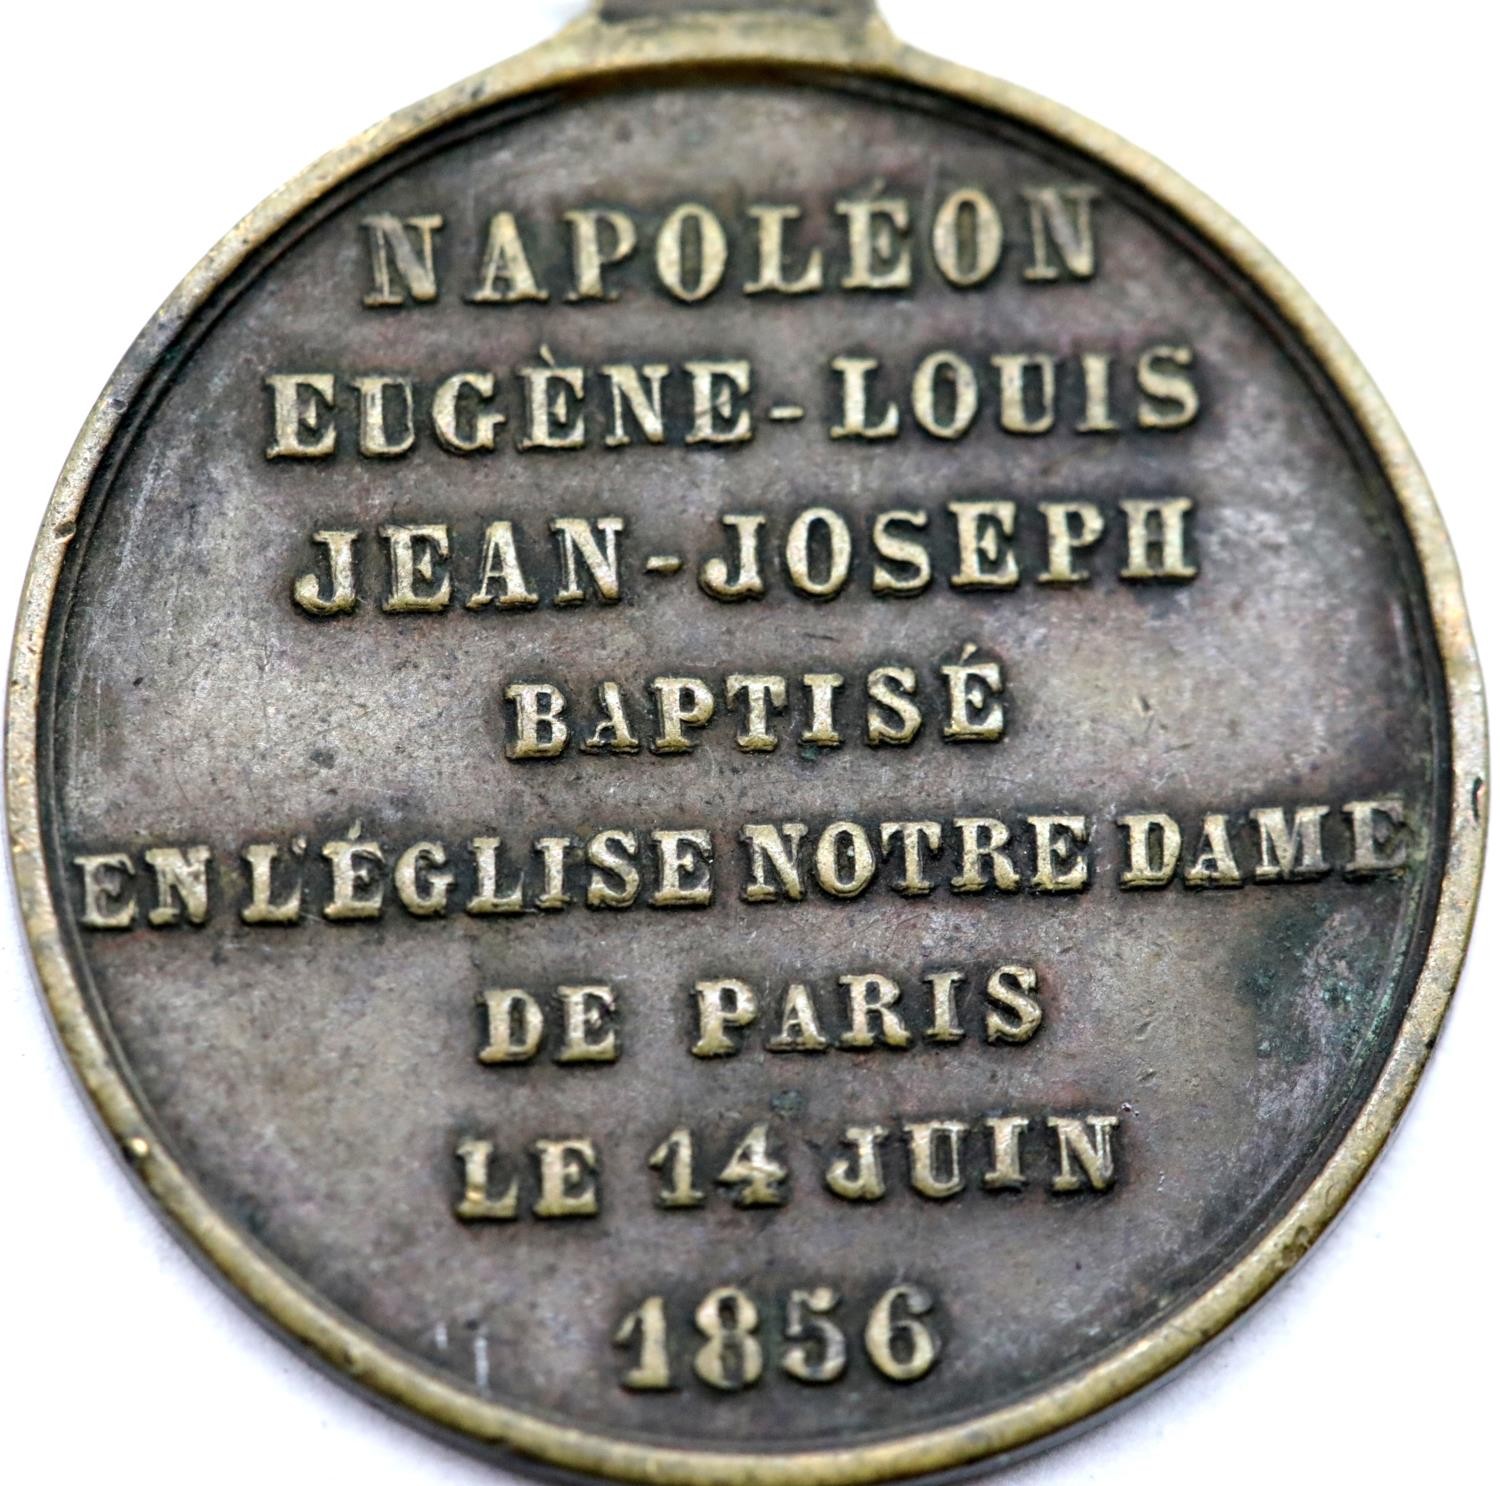 NAPOLÉON
EUGÈNE-LOUIS
JEAN-JOSEPH
BAPTISÉ
EN L'ÉGLISE NOTRE DAME
DE PARIS
LE 14 JUIN
1856